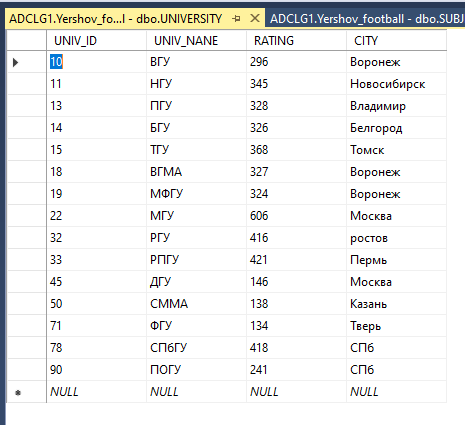 ADCLG1.Yershov_fo...l - dbo.UNIVERSITY ADCLG1.Yershov_football - dbo.SUBJ
UNIV_ID UNIV_NANE RATING CITY
10 ВГУ 296 Воронеж
11 НГУ 345 Новосибирск
13 ПГУ 328 Владимир
14 БГУ 326 Белгород
15 ТГУ 368 Томск
18 ВГМА 327 Воронеж
19 МФГУ 324 Воронеж
22 МГУ 606 Москва
32 РГУ 416 ростов
33 РПГУ 421 Пермь
45 ДГУ 146 Москва
50 СММА 138 Казань
71 ФГУ 134 Тверь
78 СПбГУ 418 СПб
90 ПОГУ 241 СПб
NULL NULL NULL NULL